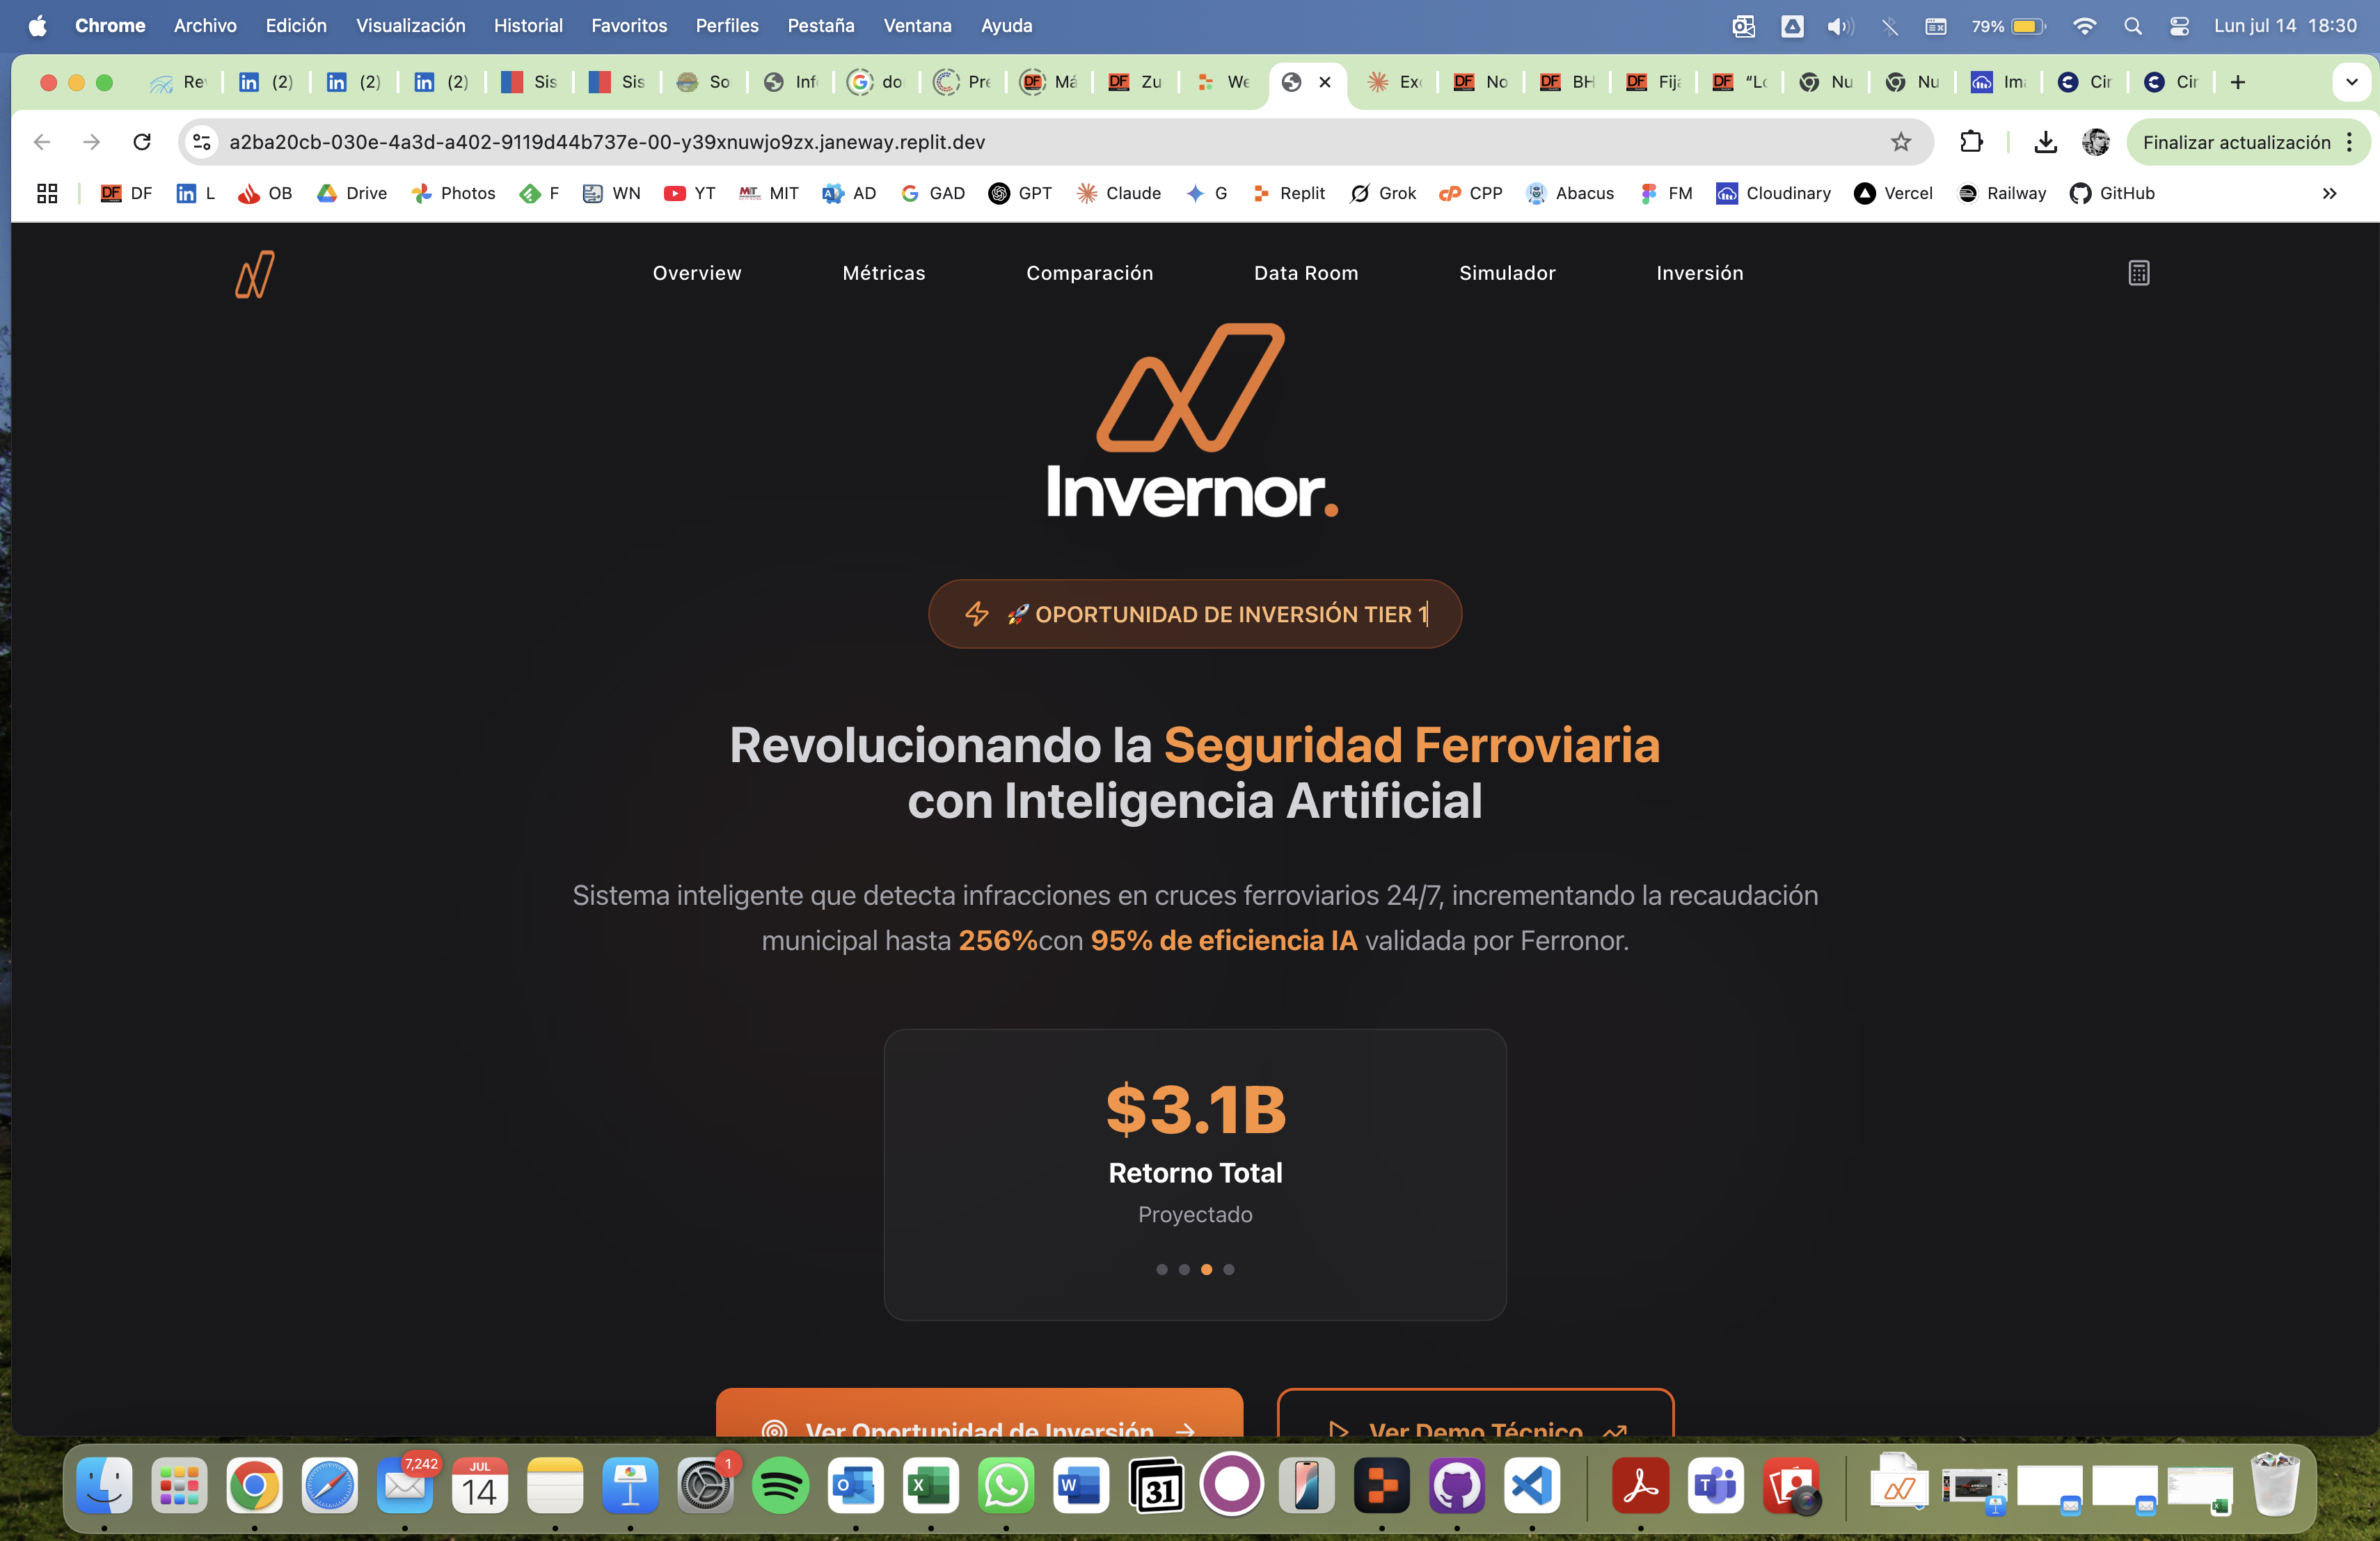 Chrome Archivo Edición Visualización Historial Favoritos Perfiles Pestaña Ventana Ayuda 79% Lun jul 14 18:30
(2) (2) (2) Sis Sis So Inf do Pre Má Zu We Ex No BH Fij "Lo Nu Nu Im Cir Cir
a2ba20cb-030e-4a3d-a402-9119d44b737e-00-y39xnuwjo9zx.janeway.replit.dev Finalizar actualización
DF L OB Drive Photos F WN YT MIT AD GAD GPT Claude G Replit Grok CPP Abacus FM Cloudinary Vercel Railway GitHub
Overview Métricas Comparación Data Room Simulador Inversión
Invernor.
🚀 OPORTUNIDAD DE INVERSIÓN TIER 1
Revolucionando la Seguridad Ferroviaria
con Inteligencia Artificial
Sistema inteligente que detecta infracciones en cruces ferroviarios 24/7, incrementando la recaudación
municipal hasta 256%con 95% de eficiencia IA validada por Ferronor.
$3.1B
Retorno Total
Proyectado
Ver Oportunidad de Inversión → Ver Demo Técnico
7,242 JUL 14 1 31